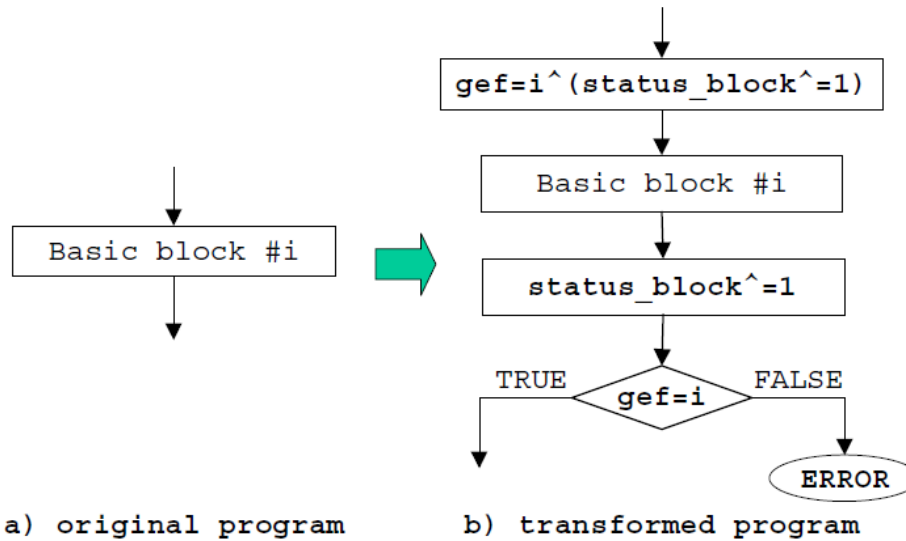 gef=i^(status_block^=1)
Basic block #i
Basic block #i
status_block^=1
TRUE
FALSE
gef=i
ERROR
a) original program
b) transformed program